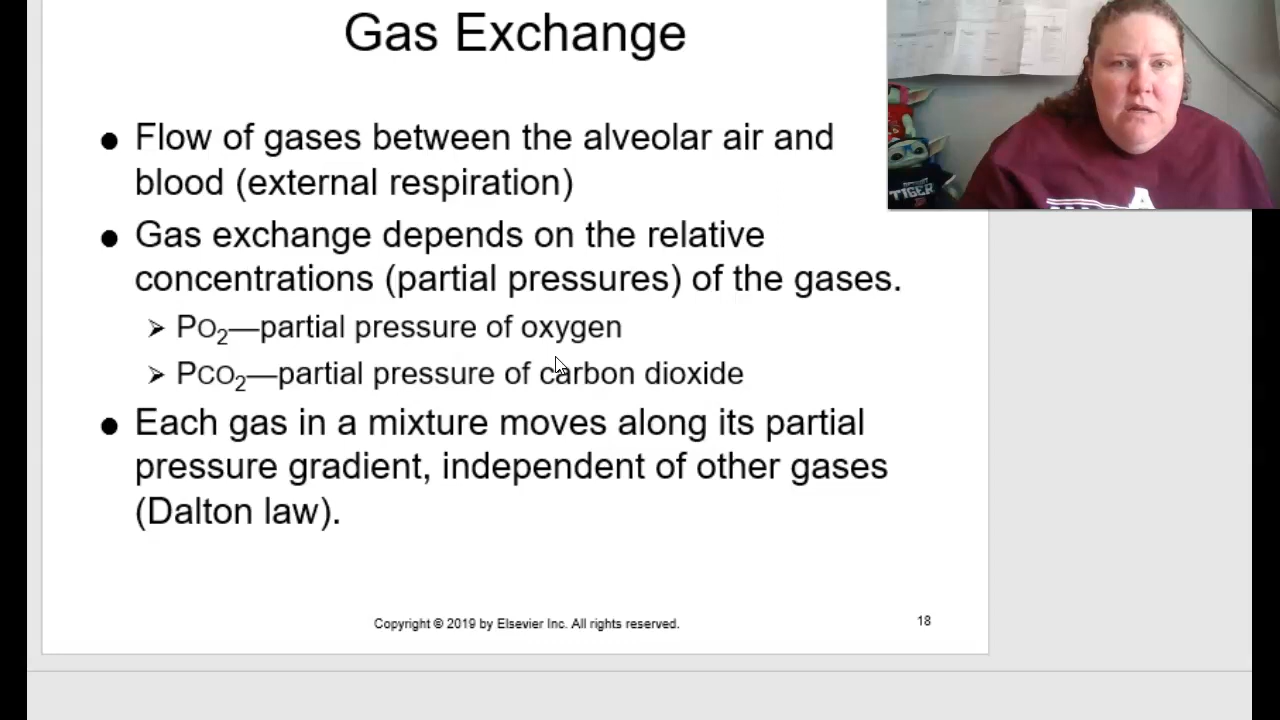 Gas Exchange
● Flow of gases between the alveolar air and
blood (external respiration)
● Gas exchange depends on the relative
concentrations (partial pressures) of the gases.
➢ PO₂—partial pressure of oxygen
➢ PCO₂—partial pressure of carbon dioxide
● Each gas in a mixture moves along its partial
pressure gradient, independent of other gases
(Dalton law).
Copyright © 2019 by Elsevier Inc. All rights reserved.
18
TIGER
A